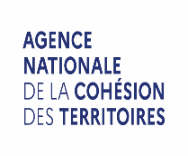 AGENCE
NATIONALE
DE LA COHÉSION
DES TERRITOIRES